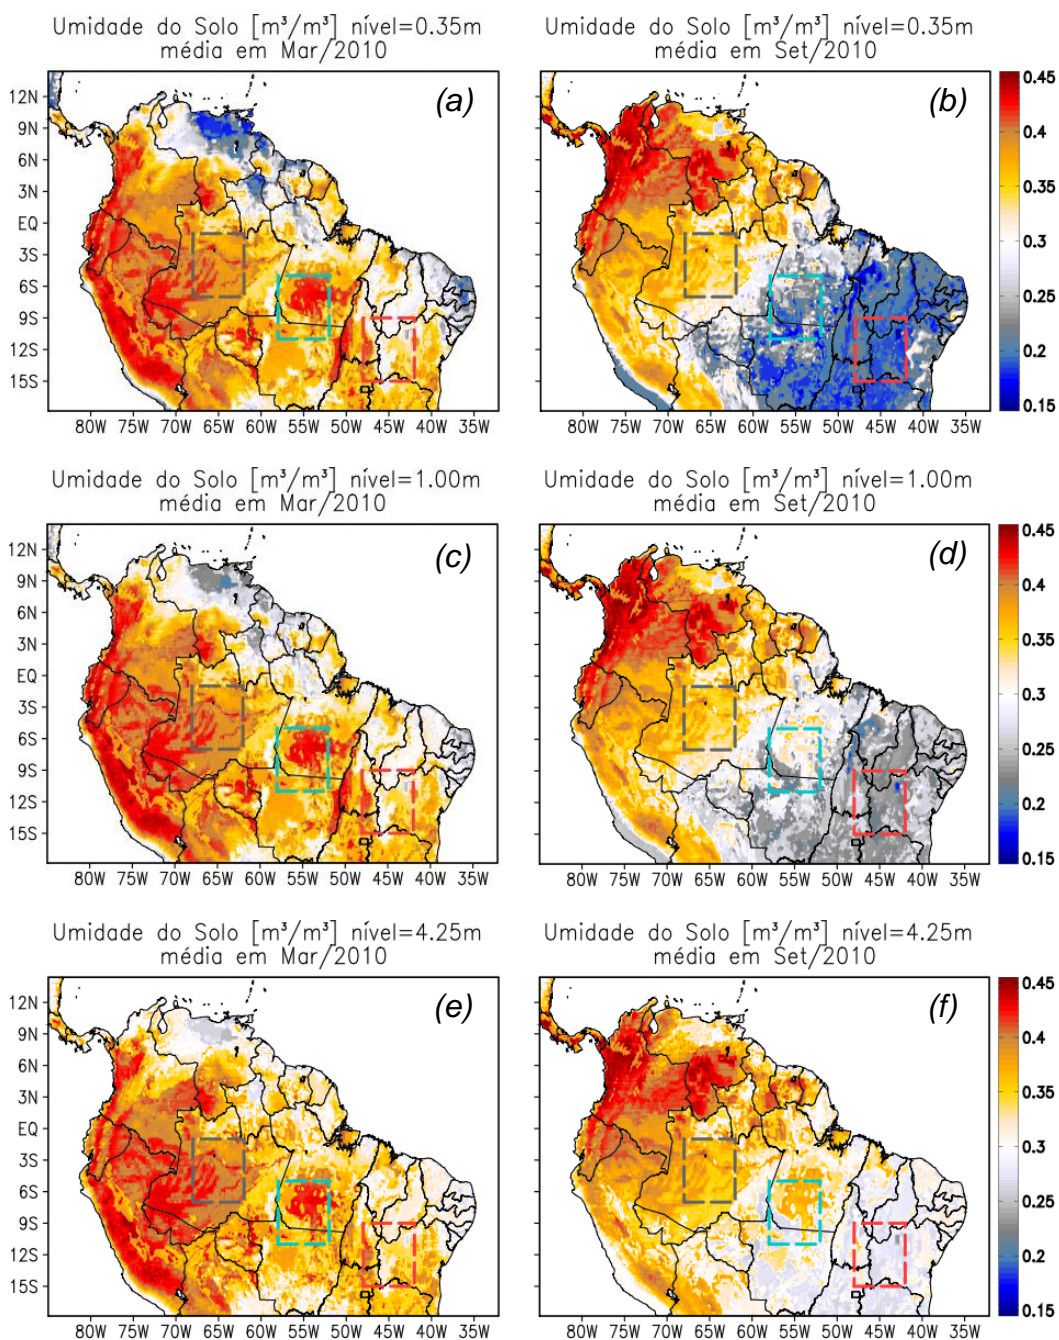 Umidade do Solo [m³/m³] nível=0.35m
média em Mar/2010
Umidade do Solo [m³/m³] nível=0.35m
média em Set/2010
(a)
12N
9N
6N
3N
EQ
3S
6S
9S
12S
15S
80W 75W 70W 65W 60W 55W 50W 45W 40W 35W
(b)
80W 75W 70W 65W 60W 55W 50W 45W 40W 35W
0.45
0.4
0.35
0.3
0.25
0.2
0.15
Umidade do Solo [m³/m³] nível=1.00m
média em Mar/2010
Umidade do Solo [m³/m³] nível=1.00m
média em Set/2010
(c)
12N
9N
6N
3N
EQ
3S
6S
9S
12S
15S
80W 75W 70W 65W 60W 55W 50W 45W 40W 35W
(d)
80W 75W 70W 65W 60W 55W 50W 45W 40W 35W
0.45
0.4
0.35
0.3
0.25
0.2
0.15
Umidade do Solo [m³/m³] nível=4.25m
média em Mar/2010
Umidade do Solo [m³/m³] nível=4.25m
média em Set/2010
(e)
12N
9N
6N
3N
EQ
3S
6S
9S
12S
15S
80W 75W 70W 65W 60W 55W 50W 45W 40W 35W
(f)
80W 75W 70W 65W 60W 55W 50W 45W 40W 35W
0.45
0.4
0.35
0.3
0.25
0.2
0.15